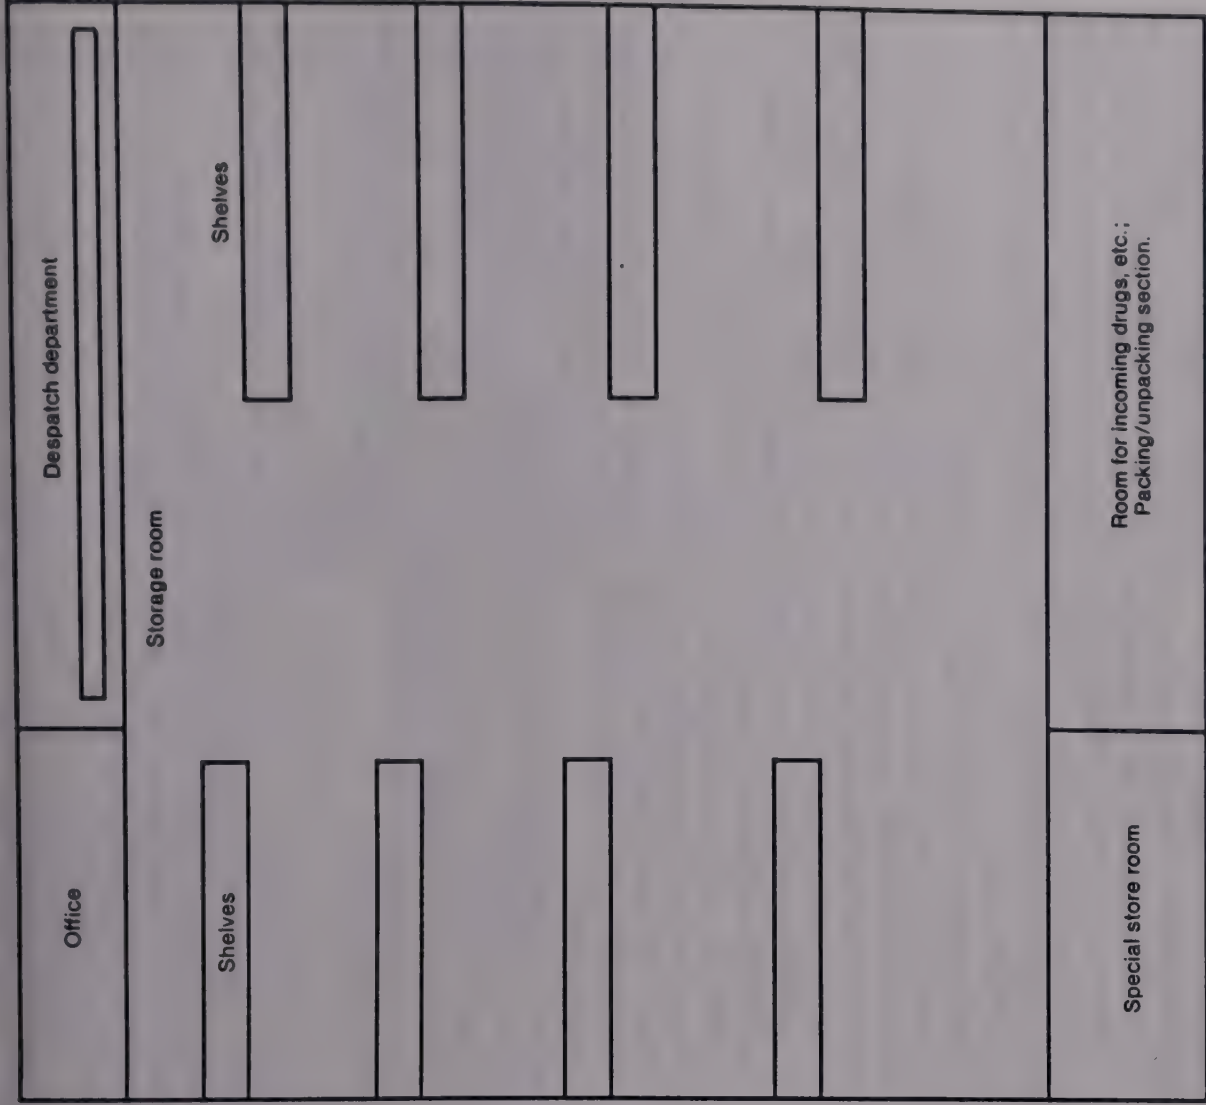 Office
Despatch department
Storage room
Shelves
Shelves
Special store room
Room for incoming drugs, etc.;
Packing/unpacking section.